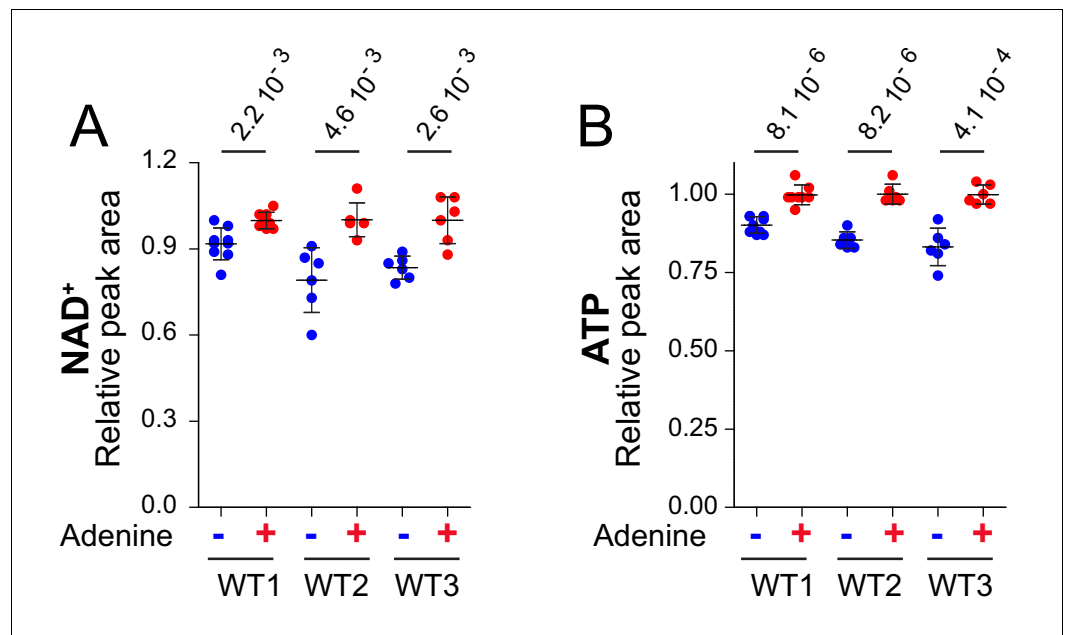 A
2.2 10⁻³
4.6 10⁻³
2.6 10⁻³
NAD⁺
Relative peak area
1.2
0.9
0.6
0.3
0.0
Adenine - + - + - +
WT1 WT2 WT3
B
8.1 10⁻⁶
8.2 10⁻⁶
4.1 10⁻⁴
ATP
Relative peak area
1.00
0.75
0.50
0.25
0.00
Adenine - + - + - +
WT1 WT2 WT3